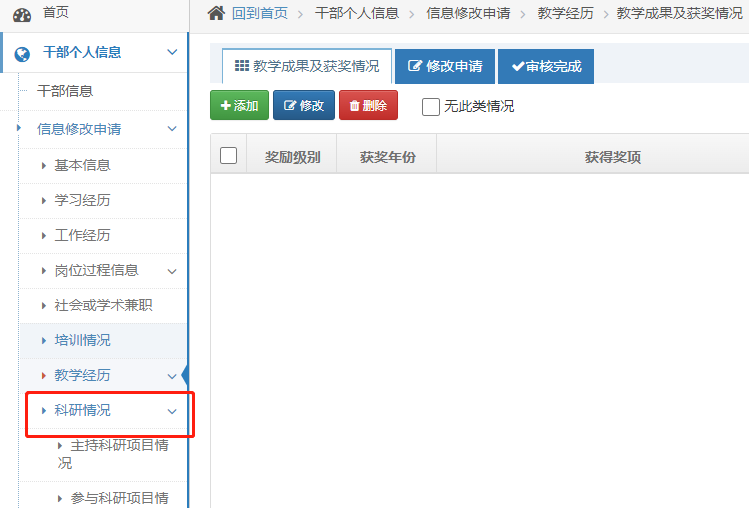 首页
干部个人信息
干部信息
信息修改申请
基本信息
学习经历
工作经历
岗位过程信息
社会或学术兼职
培训情况
教学经历
科研情况
主持科研项目情
况
参与科研项目情
回到首页 > 干部个人信息 > 信息修改申请 > 教学经历 > 教学成果及获奖情况
教学成果及获奖情况 修改申请 审核完成
添加 修改 删除 无此类情况
奖励级别 获奖年份 获得奖项